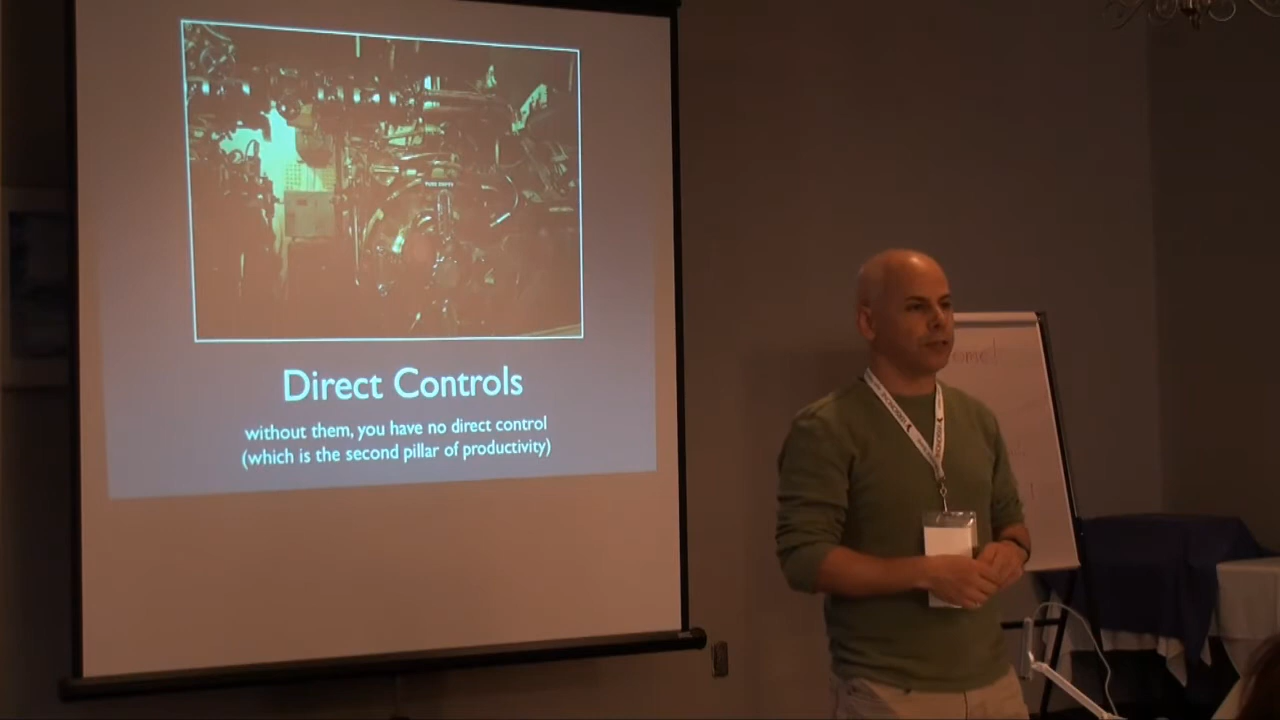 Direct Controls
without them, you have no direct control
(which is the second pillar of productivity)